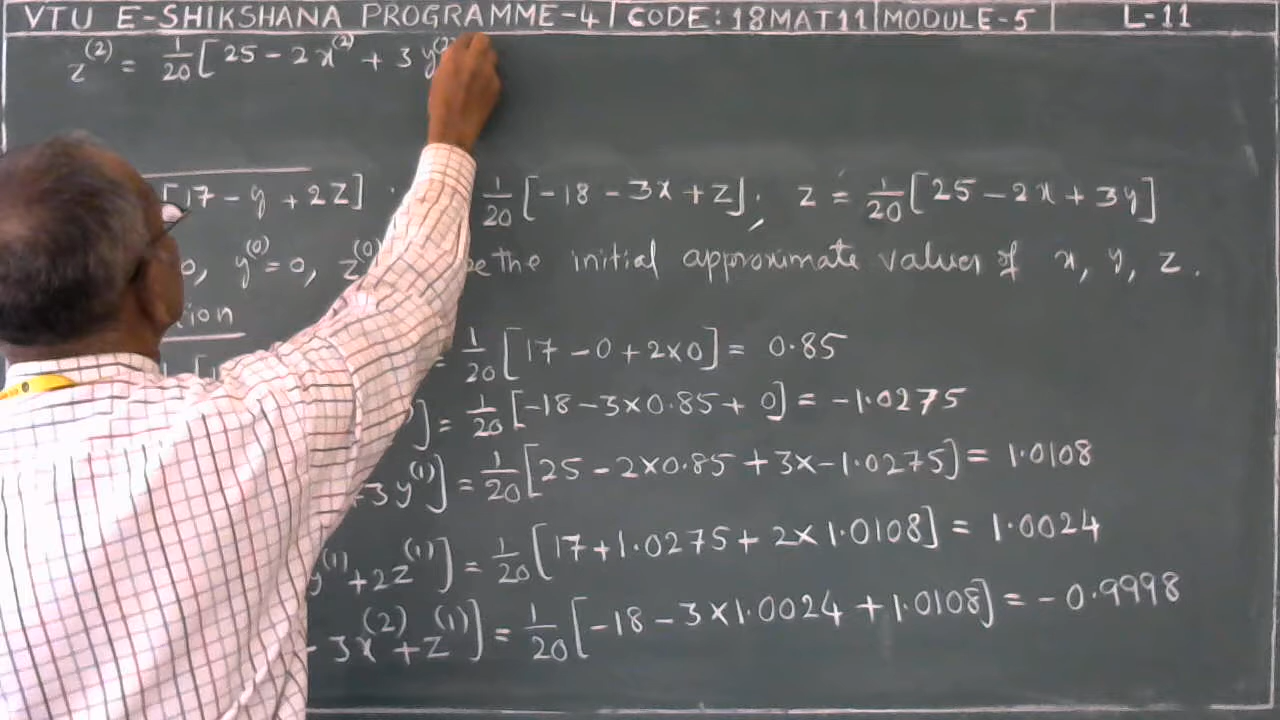 VTU E-SHIKSHANA PROGRAMME-4 | CODE: 18MAT11 | MODULE-5 | L-11
z^(2) = 1/20 [25 - 2x^(2) + 3y^(2)
[17 - y + 2z] . 1/20 [-18 - 3x + z]; z = 1/20 [25 - 2x + 3y]
0, y^(0) = 0, z^(0) be the initial approximate values of x, y, z.
tion
= 1/20 [17 - 0 + 2×0] = 0.85
] = 1/20 [-18 - 3×0.85 + 0] = -1.0275
+3y^(1)] = 1/20 [25 - 2×0.85 + 3×-1.0275] = 1.0108
y^(1) + 2z^(1)] = 1/20 [17 + 1.0275 + 2×1.0108] = 1.0024
- 3x^(2) + z^(1)] = 1/20 [-18 - 3×1.0024 + 1.0108] = -0.9998